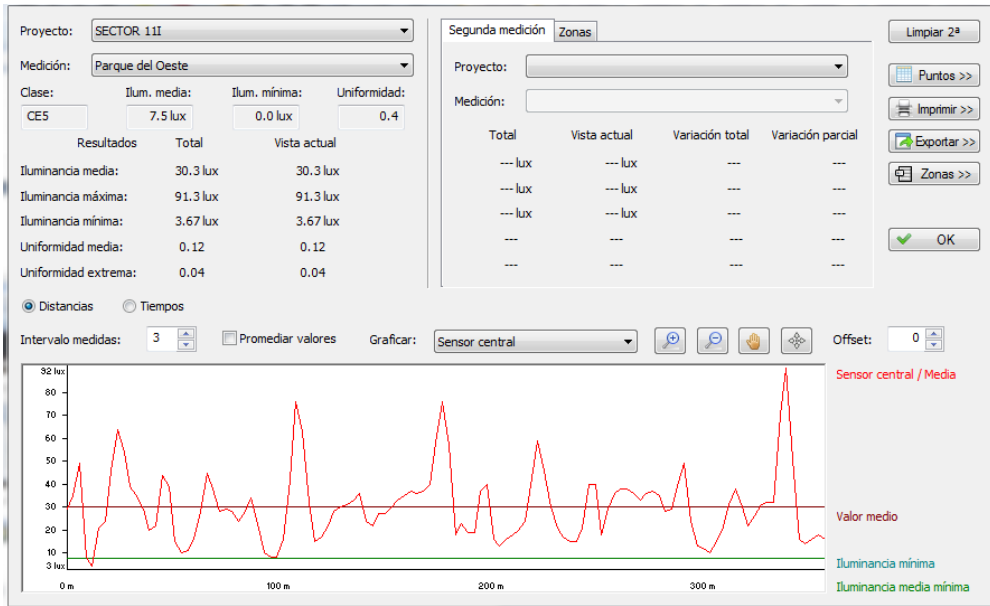 Proyecto: SECTOR 11I
Medición: Parque del Oeste
Clase: Ilum. media: Ilum. mínima: Uniformidad:
CE5 7.5 lux 0.0 lux 0.4
Resultados Total Vista actual
Iluminancia media: 30.3 lux 30.3 lux
Iluminancia máxima: 91.3 lux 91.3 lux
Iluminancia mínima: 3.67 lux 3.67 lux
Uniformidad media: 0.12 0.12
Uniformidad extrema: 0.04 0.04
Segunda medición Zonas
Proyecto:
Medición:
Total Vista actual Variación total Variación parcial
--- lux --- lux --- ---
--- lux --- lux --- ---
--- lux --- lux --- ---
--- --- --- ---
--- --- --- ---
Limpiar 2ª
Puntos >>
Imprimir >>
Exportar >>
Zonas >>
OK
Distancias Tiempos
Intervalo medidas: 3 Promediar valores Graficar: Sensor central Offset: 0
92 lux
80
70
60
50
40
30
20
10
3 lux
0 m 100 m 200 m 300 m
Sensor central / Media
Valor medio
Iluminancia mínima
Iluminancia media mínima